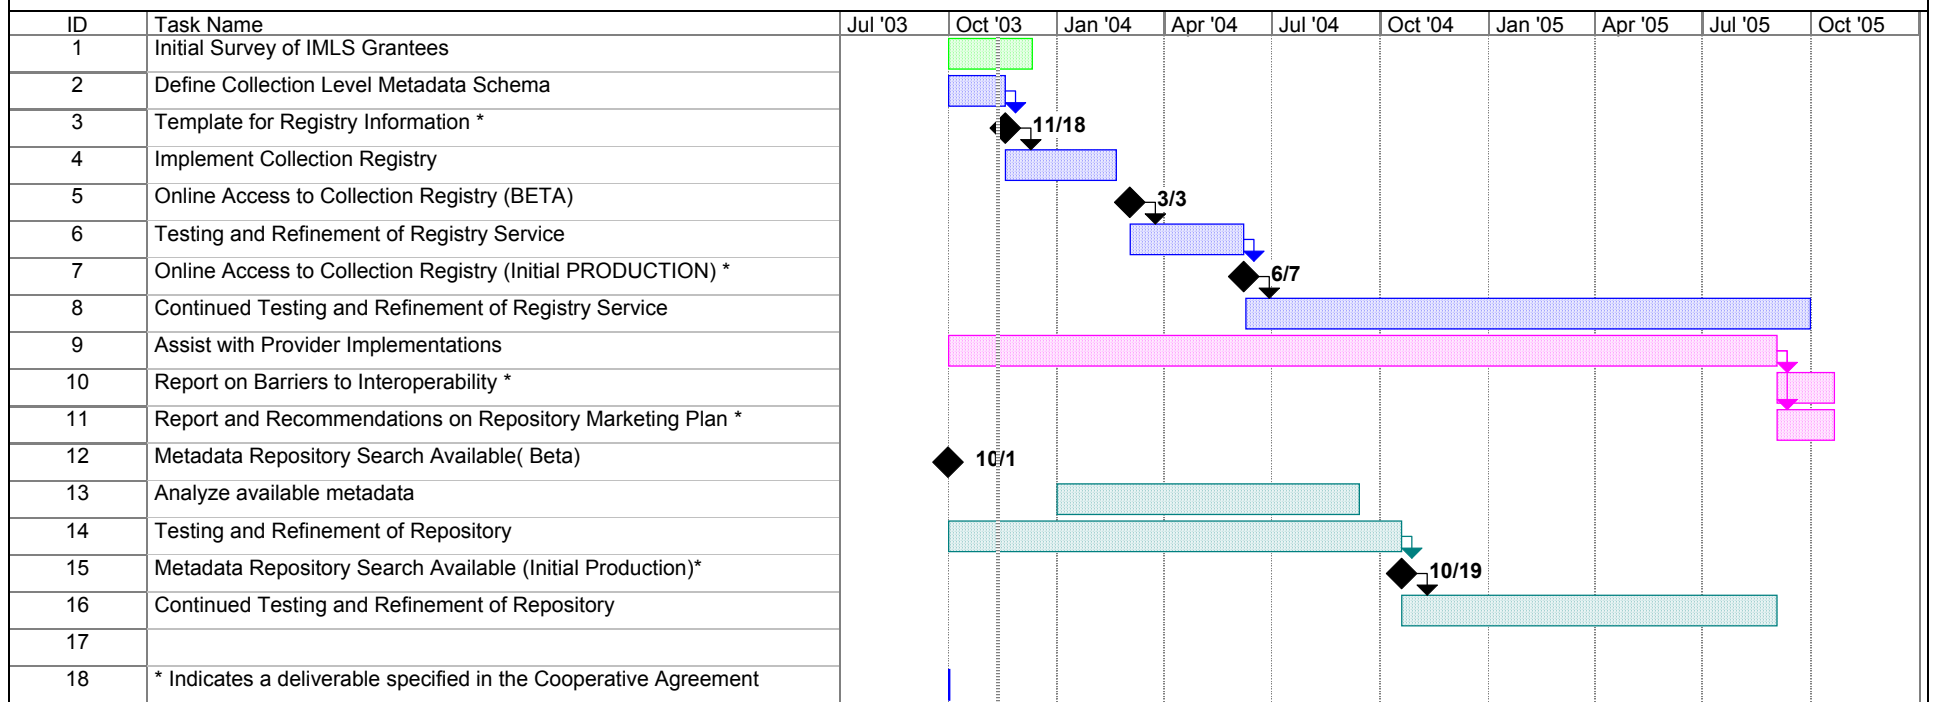 ID Task Name Jul '03 Oct '03 Jan '04 Apr '04 Jul '04 Oct '04 Jan '05 Apr '05 Jul '05 Oct '05
1 Initial Survey of IMLS Grantees
2 Define Collection Level Metadata Schema
3 Template for Registry Information * 11/18
4 Implement Collection Registry
5 Online Access to Collection Registry (BETA) 3/3
6 Testing and Refinement of Registry Service
7 Online Access to Collection Registry (Initial PRODUCTION) * 6/7
8 Continued Testing and Refinement of Registry Service
9 Assist with Provider Implementations
10 Report on Barriers to Interoperability *
11 Report and Recommendations on Repository Marketing Plan *
12 Metadata Repository Search Available( Beta) 10/1
13 Analyze available metadata
14 Testing and Refinement of Repository
15 Metadata Repository Search Available (Initial Production)* 10/19
16 Continued Testing and Refinement of Repository
17
18 * Indicates a deliverable specified in the Cooperative Agreement